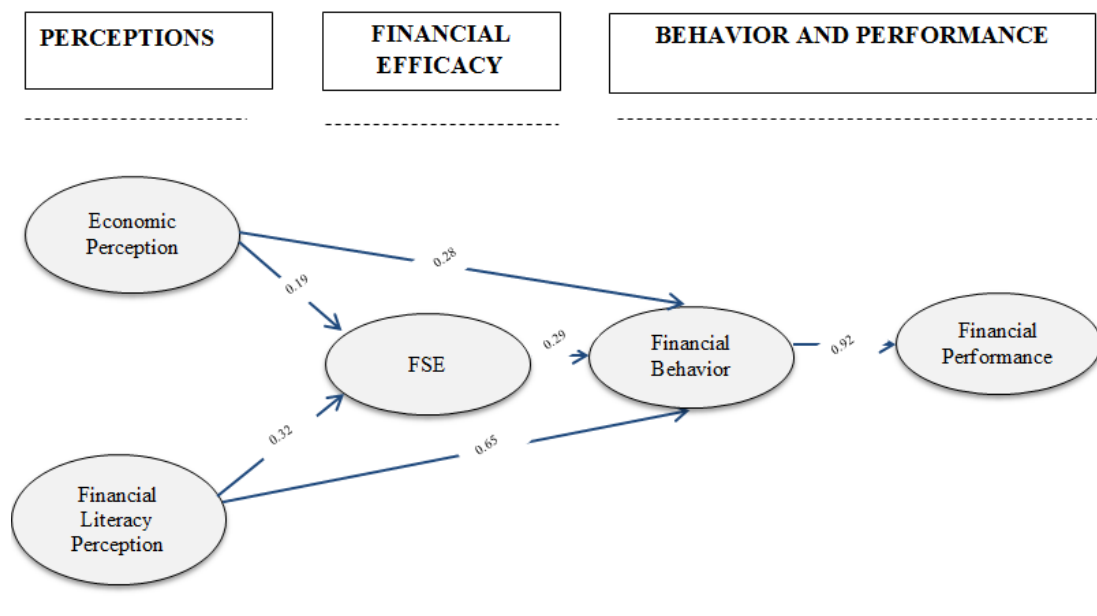 PERCEPTIONS
FINANCIAL
EFFICACY
BEHAVIOR AND PERFORMANCE
Economic
Perception
0.28
0.19
FSE
0.29
Financial
Behavior
0.92
Financial
Performance
0.32
0.65
Financial
Literacy
Perception